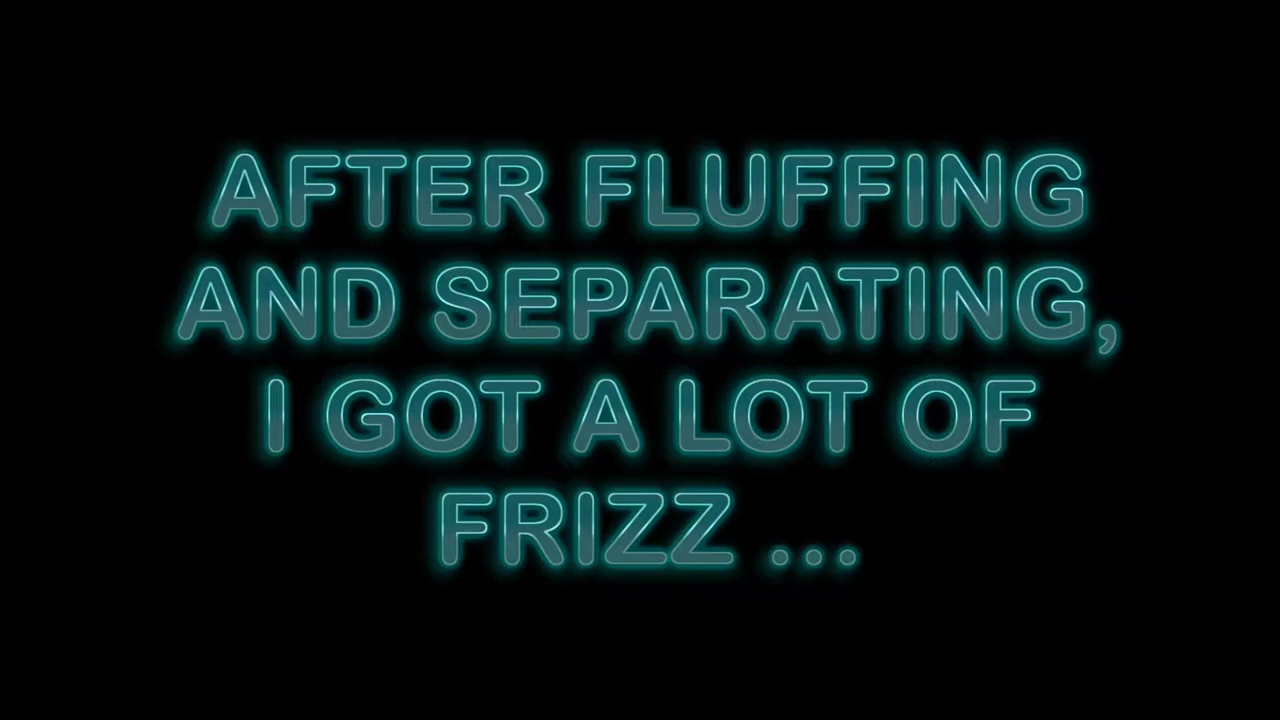 AFTER FLUFFING
AND SEPARATING,
I GOT A LOT OF
FRIZZ ...